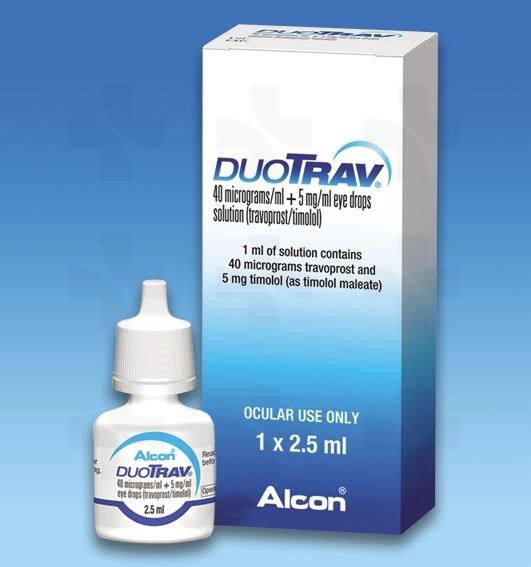 DUOTRAV®
40 micrograms/ml + 5 mg/ml eye drops
solution (travoprost/timolol)
1 ml of solution contains
40 micrograms travoprost and
5 mg timolol (as timolol maleate)
OCULAR USE ONLY
1 x 2.5 ml
Alcon®
Alcon®
DUOTRAV®
40 micrograms/ml + 5 mg/ml
eye drops (travoprost/timolol)
2.5 ml
Read